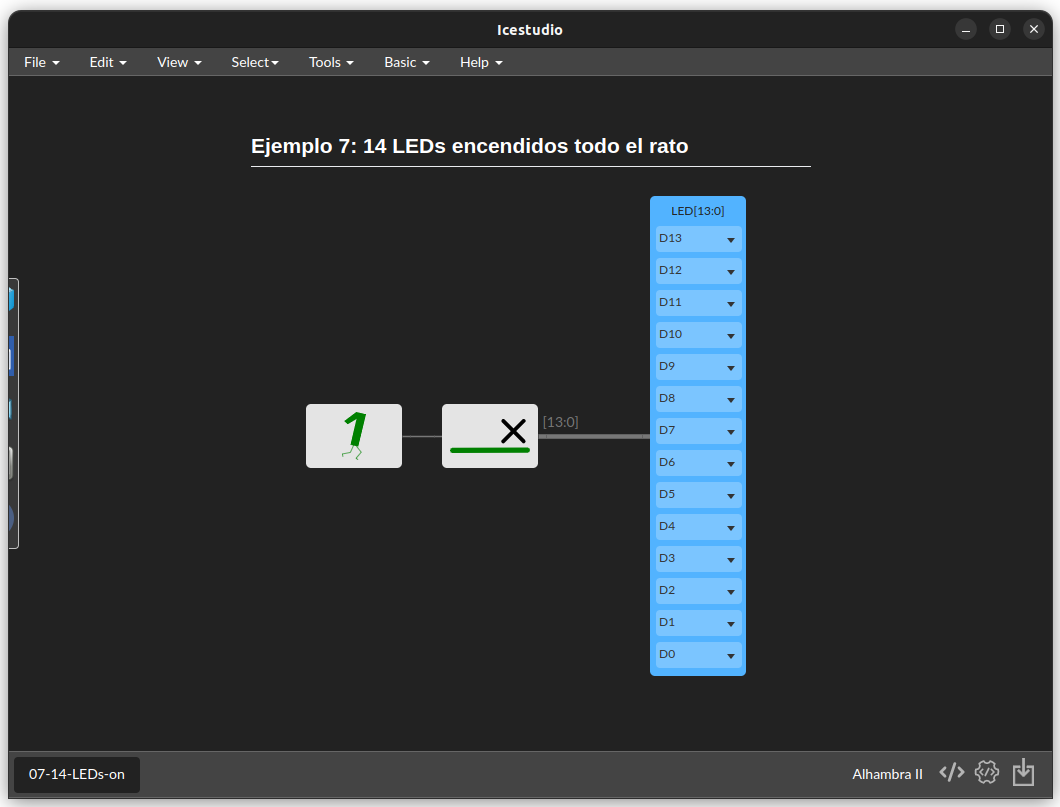 Icestudio
File Edit View Select Tools Basic Help
Ejemplo 7: 14 LEDs encendidos todo el rato
LED[13:0]
D13
D12
D11
D10
D9
D8
D7
D6
D5
D4
D3
D2
D1
D0
1
[13:0]
07-14-LEDs-on
Alhambra II